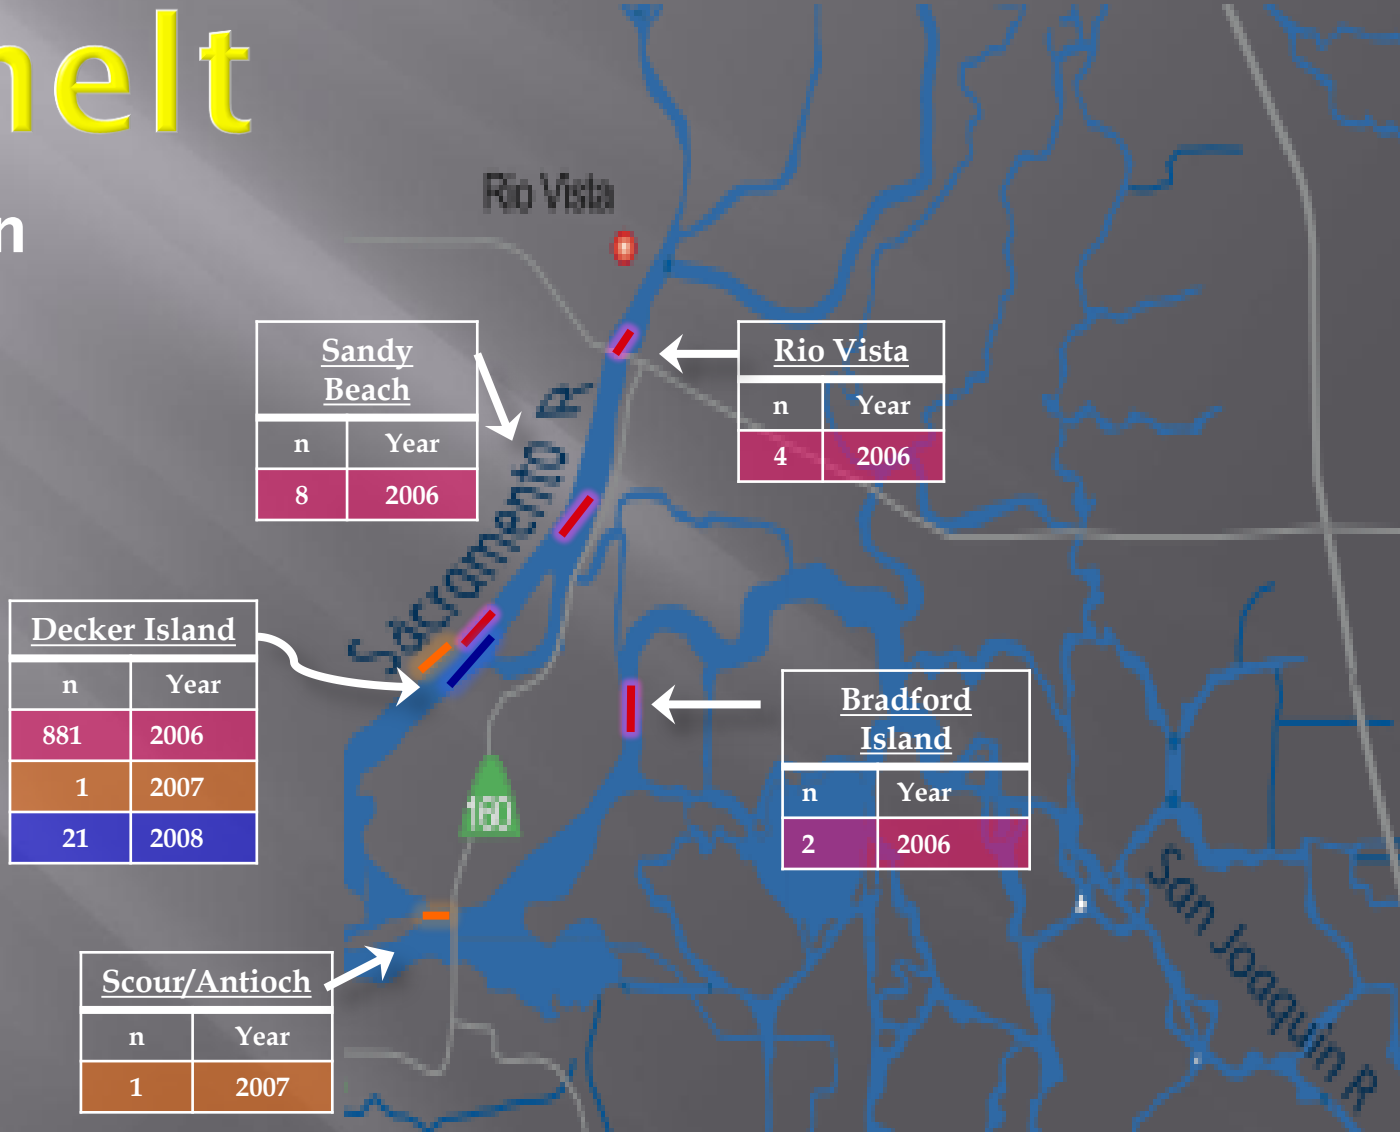 melt
n
Rio Vista
Sandy
Beach
n Year
8 2006
Rio Vista
n Year
4 2006
Sacramento R
Decker Island
n Year
881 2006
1 2007
21 2008
Bradford
Island
n Year
2 2006
160
San Joaquin R
Scour/Antioch
n Year
1 2007